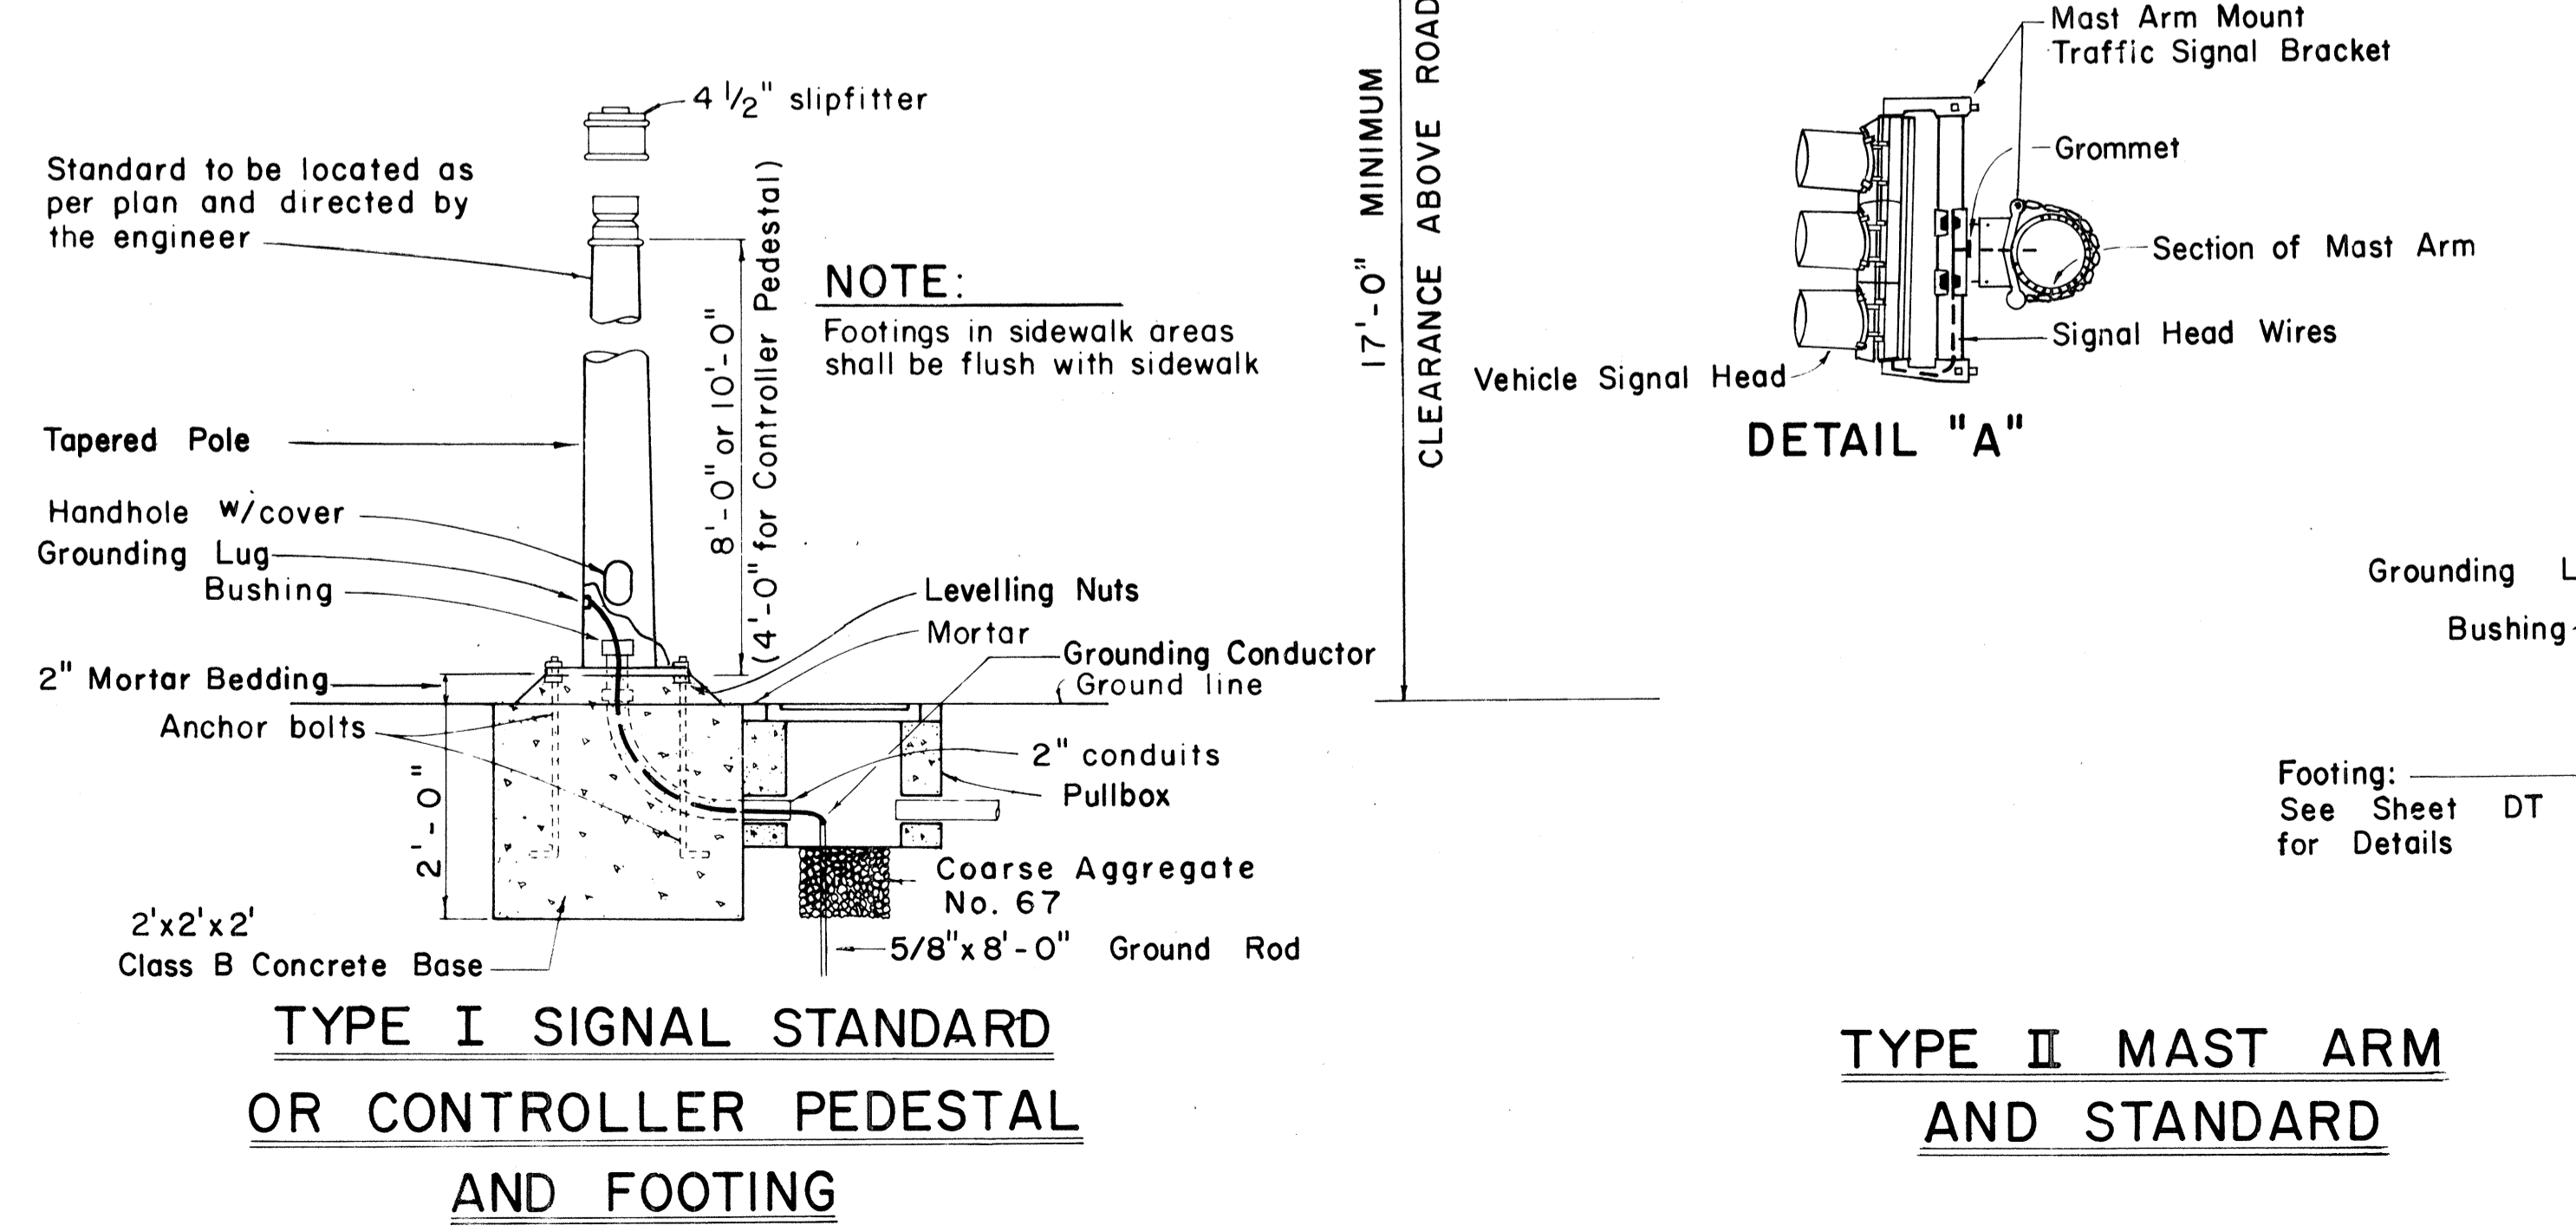 4 1/2" slipfitter
Standard to be located as
per plan and directed by
the engineer
8'-0" or 10'-0"
(4'-0" for Controller Pedestal)
NOTE:
Footings in sidewalk areas
shall be flush with sidewalk
Tapered Pole
Handhole w/cover
Grounding Lug
Bushing
2" Mortar Bedding
Anchor bolts
2'-0"
2'x2'x2'
Class B Concrete Base
Levelling Nuts
Mortar
Grounding Conductor
Ground line
2" conduits
Pullbox
Coarse Aggregate
No. 67
5/8"x 8'-0" Ground Rod
TYPE I SIGNAL STANDARD
OR CONTROLLER PEDESTAL
AND FOOTING
17'-0" MINIMUM
CLEARANCE ABOVE ROAD
Mast Arm Mount
Traffic Signal Bracket
Grommet
Section of Mast Arm
Signal Head Wires
Vehicle Signal Head
DETAIL "A"
Grounding L
Bushing
Footing:
See Sheet DT
for Details
TYPE II MAST ARM
AND STANDARD